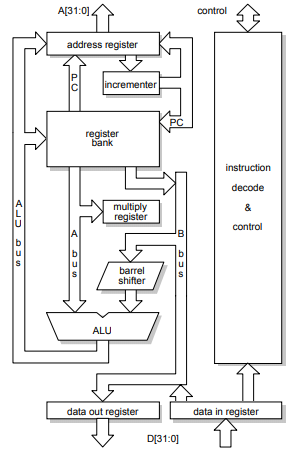 A[31:0]
control
address register
P
C
incrementer
PC
register
bank
instruction
decode
&
control
A
L
U
b
u
s
A
b
u
s
multiply
register
B
b
u
s
barrel
shifter
ALU
data out register
data in register
D[31:0]